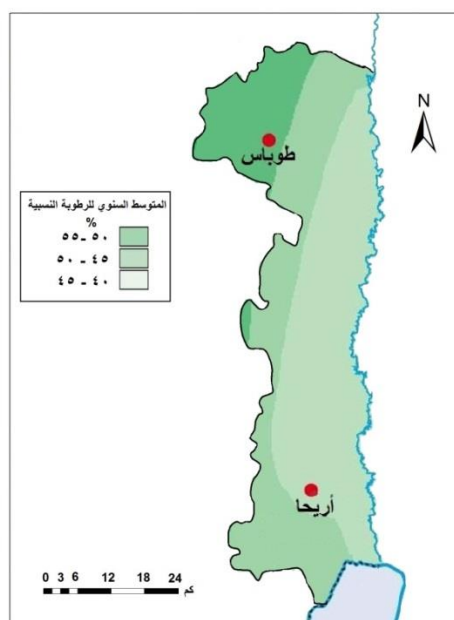 N
طوباس
المتوسط السنوي للرطوبة النسبية
%
٥٠ - ٥٥
٤٥ - ٥٠
٤٠ - ٤٥
أريحا
0 3 6 12 18 24
كم